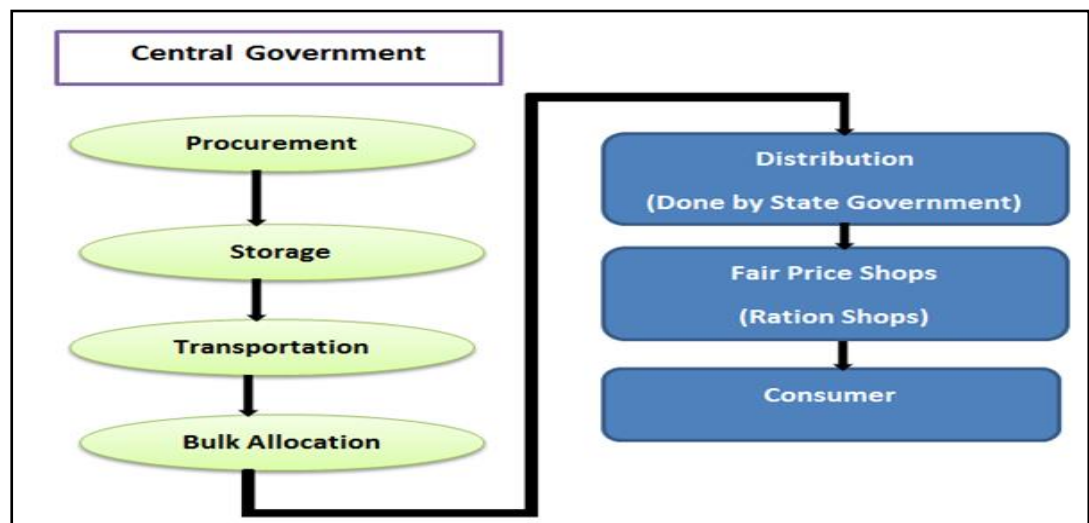 Central Government
Procurement
Storage
Transportation
Bulk Allocation
Distribution
(Done by State Government)
Fair Price Shops
(Ration Shops)
Consumer